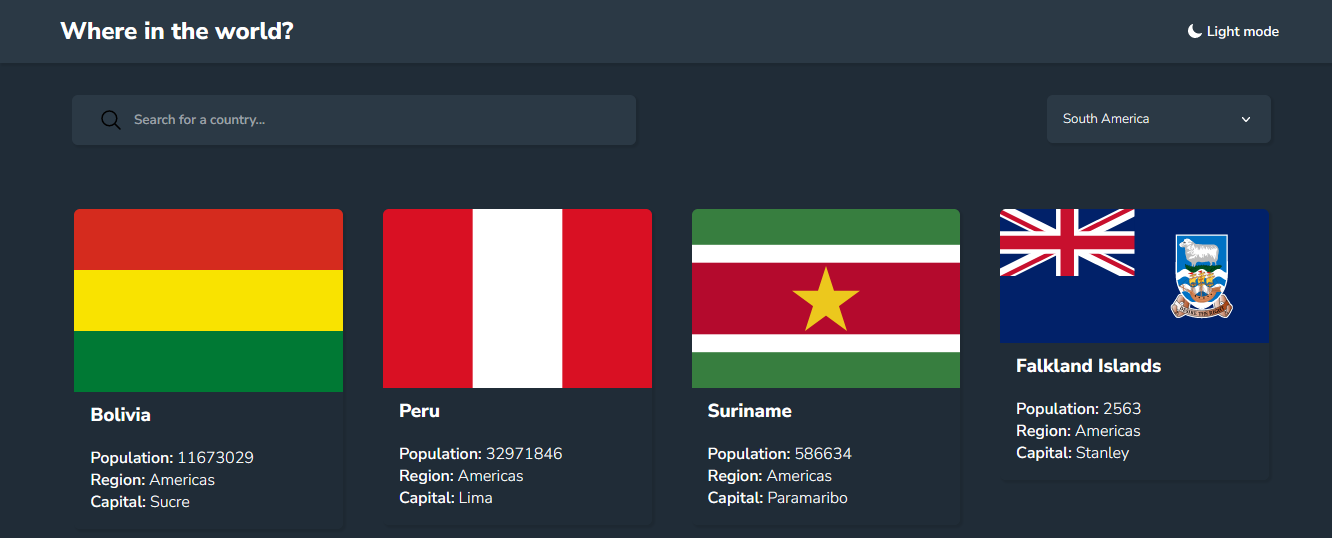 Where in the world?
Light mode
Search for a country...
South America
Bolivia
Population: 11673029
Region: Americas
Capital: Sucre
Peru
Population: 32971846
Region: Americas
Capital: Lima
Suriname
Population: 586634
Region: Americas
Capital: Paramaribo
Falkland Islands
Population: 2563
Region: Americas
Capital: Stanley